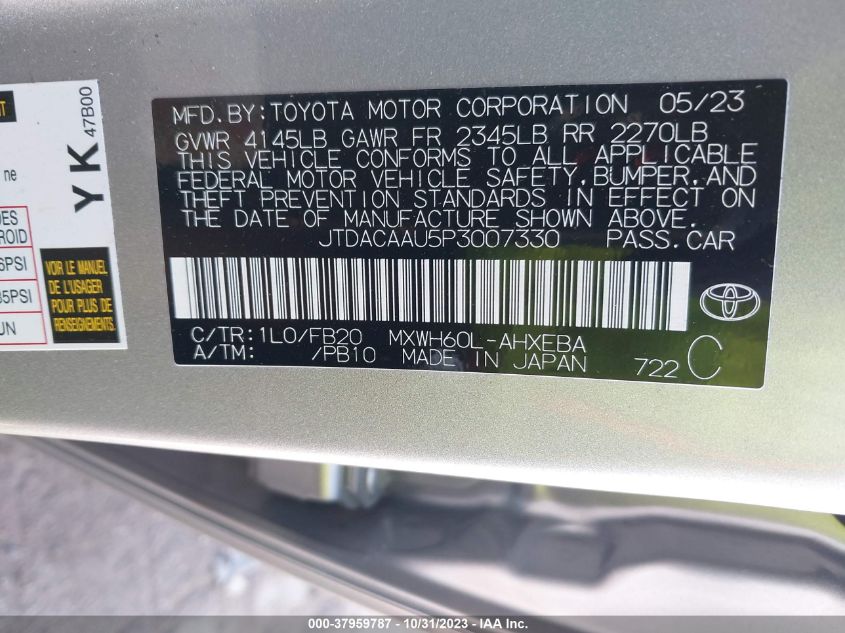 MFD. BY: TOYOTA MOTOR CORPORATION 05/23
GVWR 4145LB GAWR FR 2345LB RR 2270LB
THIS VEHICLE CONFORMS TO ALL APPLICABLE
FEDERAL MOTOR VEHICLE SAFETY, BUMPER, AND
THEFT PREVENTION STANDARDS IN EFFECT ON
THE DATE OF MANUFACTURE SHOWN ABOVE.
JTDACAAU5P3007330 PASS. CAR
C/TR: 1L0/FB20 MXWH60L-AHXEBA
A/TM: /PB10 MADE IN JAPAN 722 C
YK 47B00
ne
VOIR LE MANUEL
DE L'USAGER
POUR PLUS DE
RENSEIGNEMENTS
35PSI
000-37959787 - 10/31/2023 - IAA Inc.